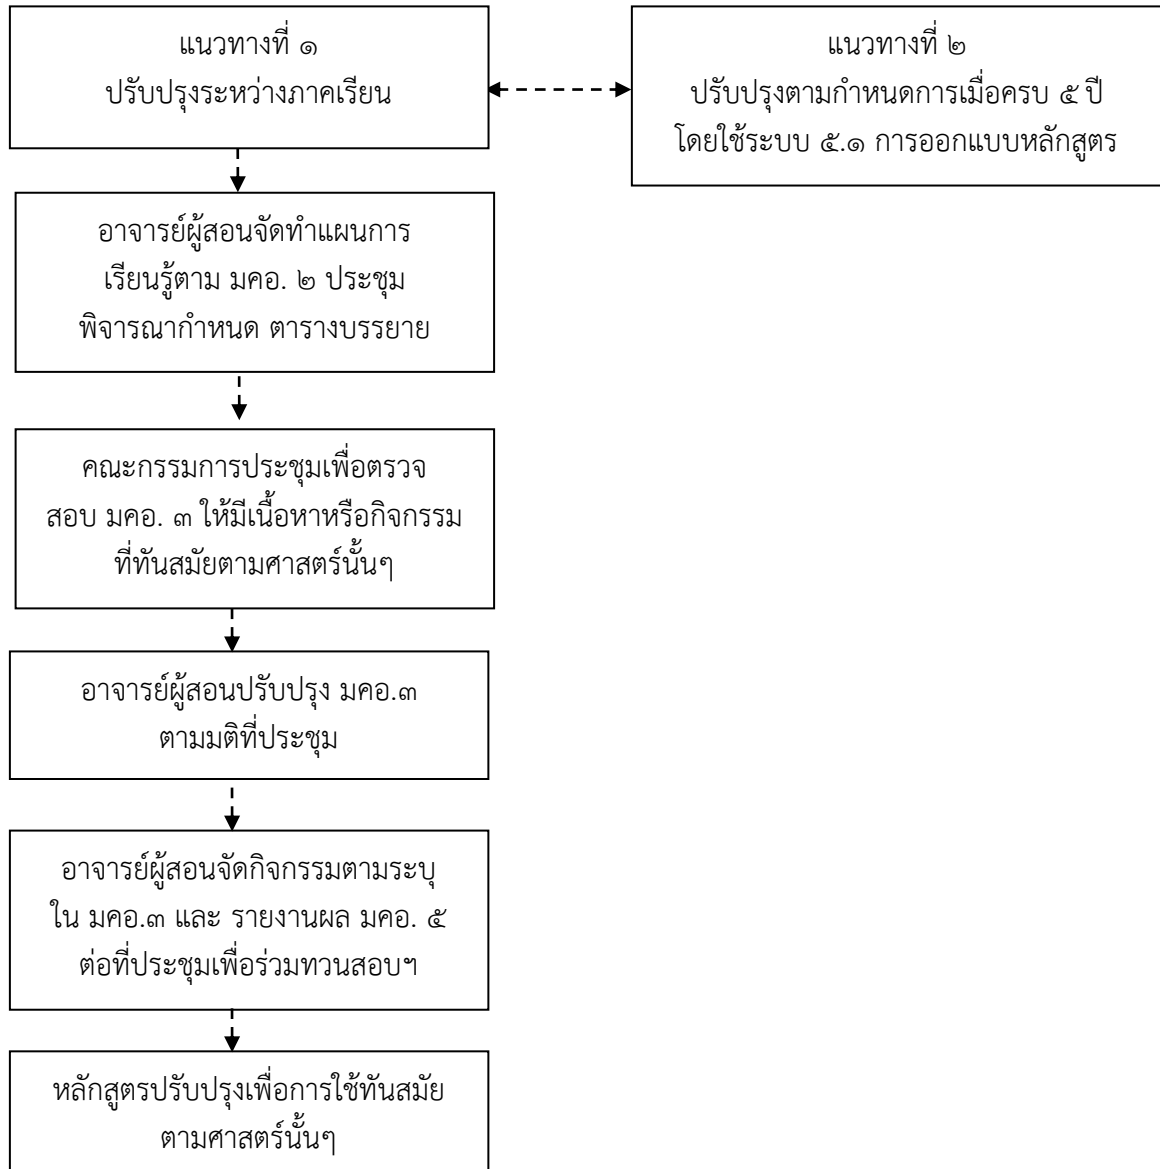 แนวทางที่ ๑
ปรับปรุงระหว่างภาคเรียน
แนวทางที่ ๒
ปรับปรุงตามกำหนดการเมื่อครบ ๕ ปี
โดยใช้ระบบ ๕.๑ การออกแบบหลักสูตร
อาจารย์ผู้สอนจัดทำแผนการ
เรียนรู้ตาม มคอ. ๒ ประชุม
พิจารณากำหนด ตารางบรรยาย
คณะกรรมการประชุมเพื่อตรวจ
สอบ มคอ. ๓ ให้มีเนื้อหาหรือกิจกรรม
ที่ทันสมัยตามศาสตร์นั้นๆ
อาจารย์ผู้สอนปรับปรุง มคอ.๓
ตามมติที่ประชุม
อาจารย์ผู้สอนจัดกิจกรรมตามระบุ
ใน มคอ.๓ และ รายงานผล มคอ. ๕
ต่อที่ประชุมเพื่อร่วมทวนสอบฯ
หลักสูตรปรับปรุงเพื่อการใช้ทันสมัย
ตามศาสตร์นั้นๆ